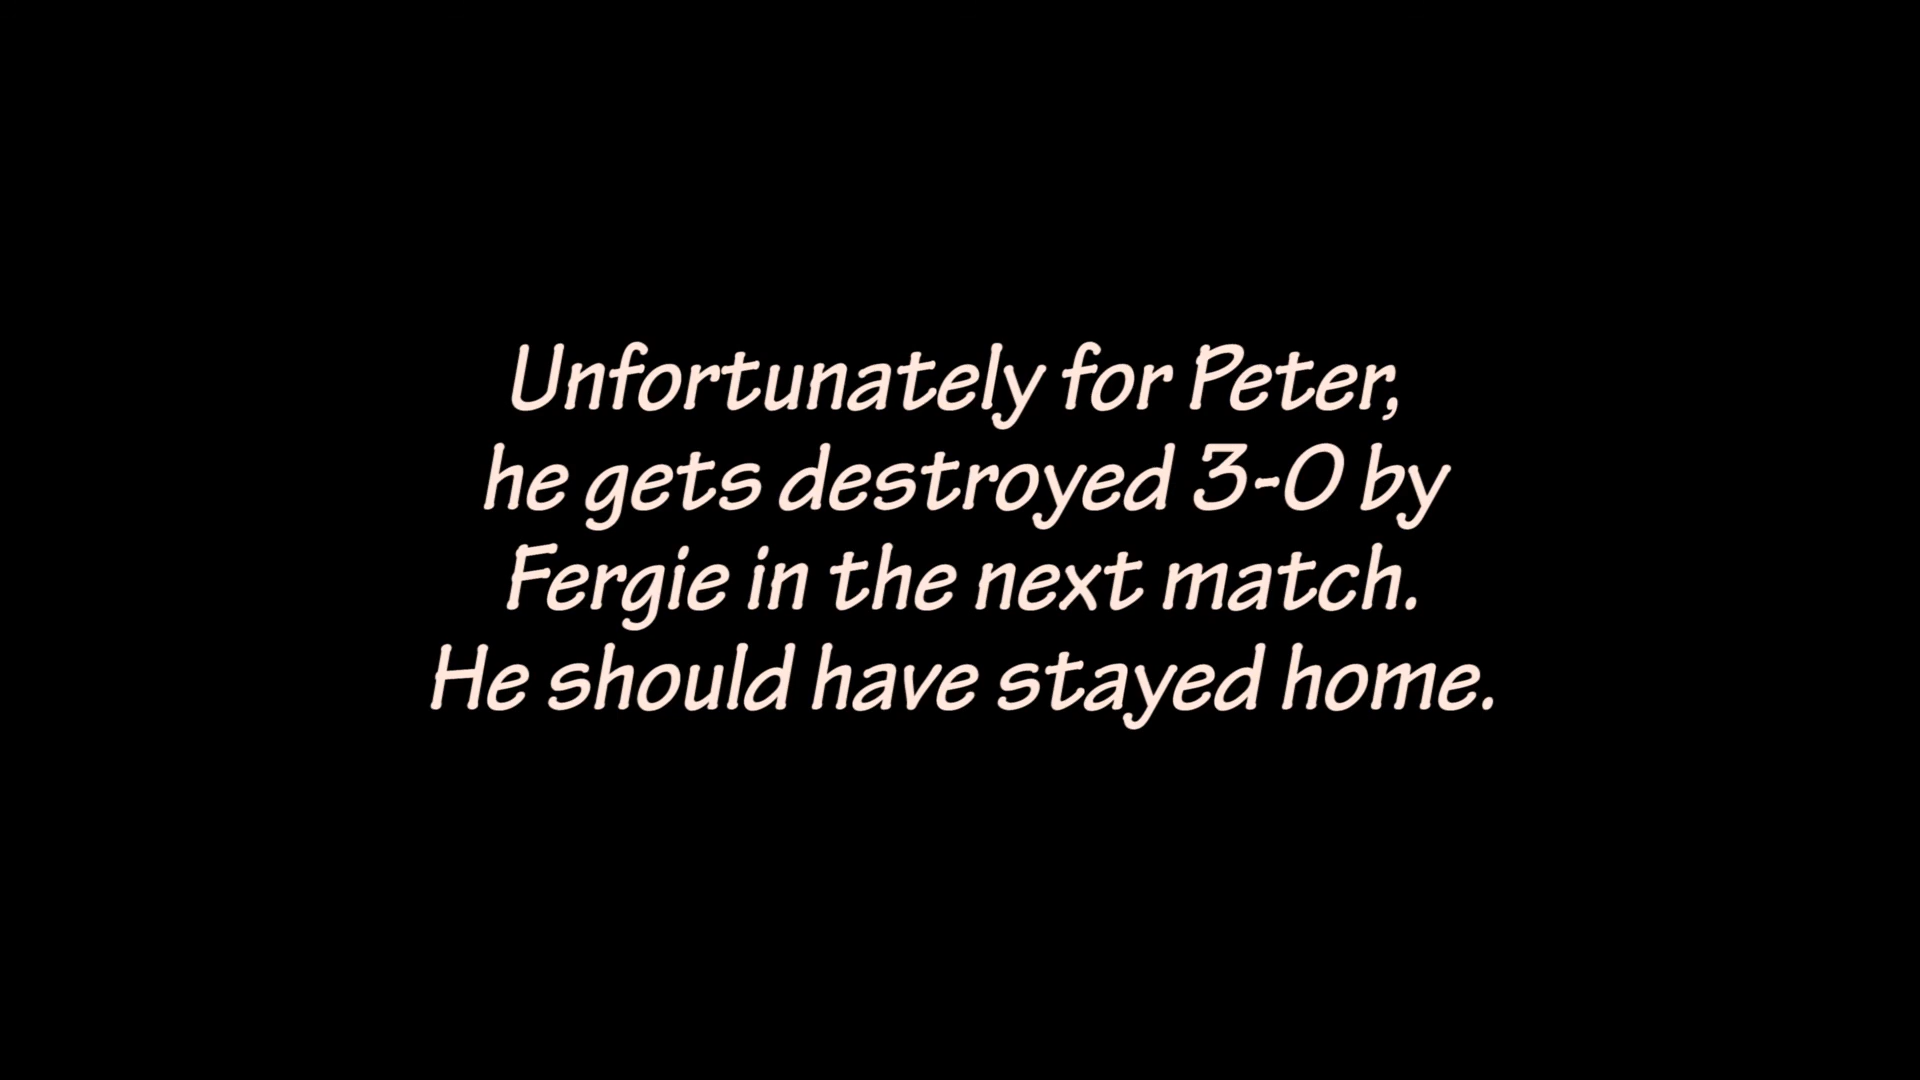 Unfortunately for Peter,
he gets destroyed 3-0 by
Fergie in the next match.
He should have stayed home.